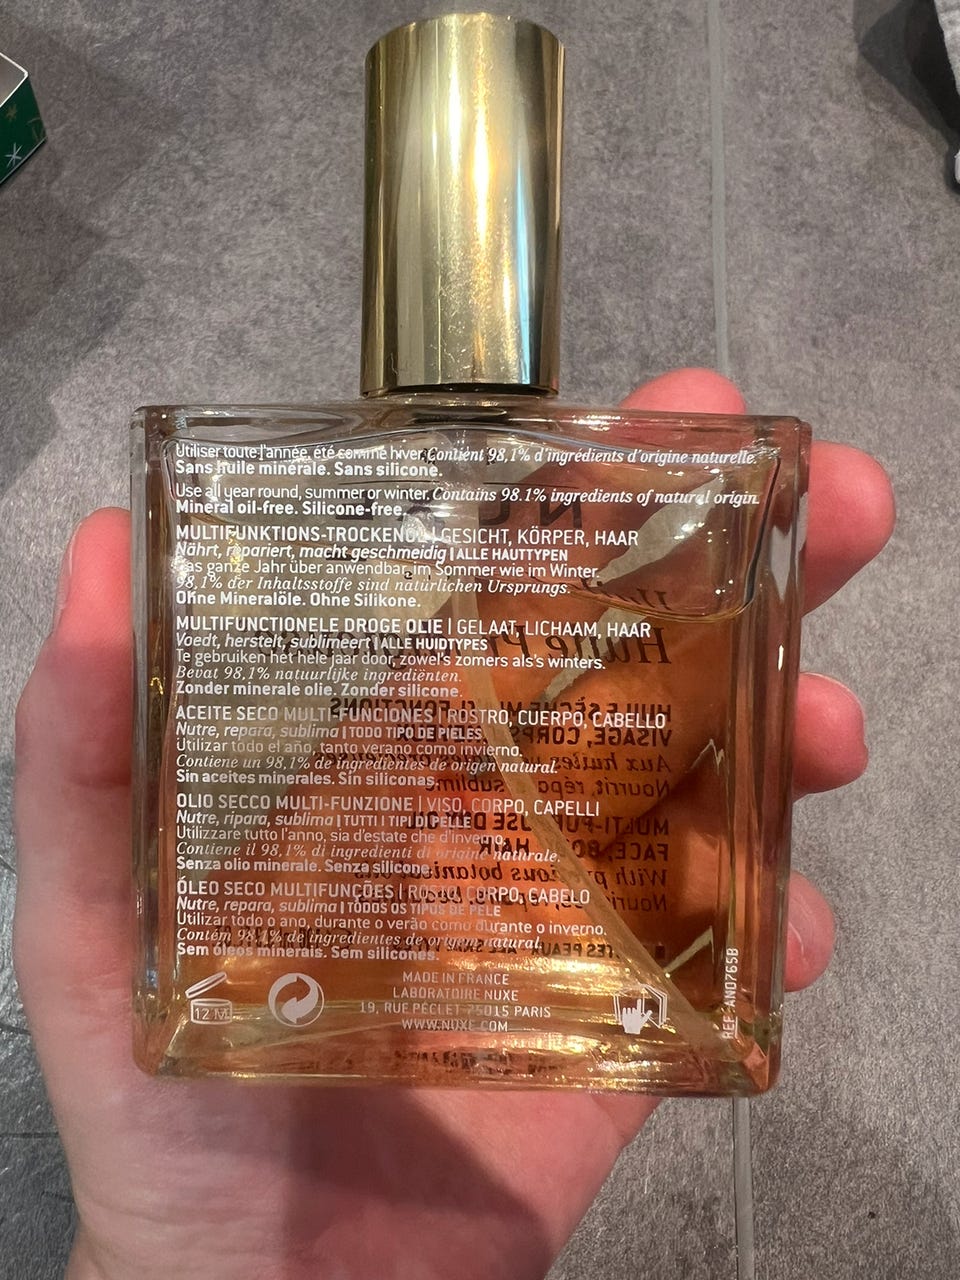 Utiliser toute l'année, été comme hiver. Contient 98,1% d'ingrédients d'origine naturelle.
Sans huile minérale. Sans silicone.
Use all year round, summer or winter. Contains 98.1% ingredients of natural origin.
Mineral oil-free. Silicone-free.
MULTIFUNKTIONS-TROCKENÖL | GESICHT, KÖRPER, HAAR
Nährt, repariert, macht geschmeidig | ALLE HAUTTYPEN
Das ganze Jahr über anwendbar, im Sommer wie im Winter.
98,1% der Inhaltsstoffe sind natürlichen Ursprungs.
Ohne Mineralöle. Ohne Silikone.
MULTIFUNCTIONELE DROGE OLIE | GELAAT, LICHAAM, HAAR
Voedt, herstelt, sublimeert | ALLE HUIDTYPES
Te gebruiken het hele jaar door, zowel's zomers als's winters.
Bevat 98,1% natuurlijke ingrediënten.
Zonder minerale olie. Zonder silicone.
ACEITE SECO MULTI-FUNCIONES | ROSTRO, CUERPO, CABELLO
Nutre, repara, sublima | TODO TIPO DE PIELES
Utilizar todo el año, tanto verano como invierno.
Contiene un 98,1% de ingredientes de origen natural.
Sin aceites minerales. Sin siliconas.
OLIO SECCO MULTI-FUNZIONE | VISO, CORPO, CAPELLI
Nutre, ripara, sublima | TUTTI I TIPI DI PELLE
Utilizzare tutto l'anno, sia d'estate che d'inverno.
Contiene il 98,1% di ingredienti di origine naturale.
Senza olio minerale. Senza silicone.
ÓLEO SECO MULTIFUNÇÕES | ROSTO, CORPO, CABELO
Nutre, repara, sublima | TODOS OS TIPOS DE PELE
Utilizar todo o ano, durante o verão como durante o inverno.
Contém 98,1% de ingredientes de origem natural.
Sem óleos minerais. Sem silicones.
12 M
MADE IN FRANCE
LABORATOIRE NUXE
19, RUE PÉCLET 75015 PARIS
WWW.NUXE.COM
REF: AN0765B